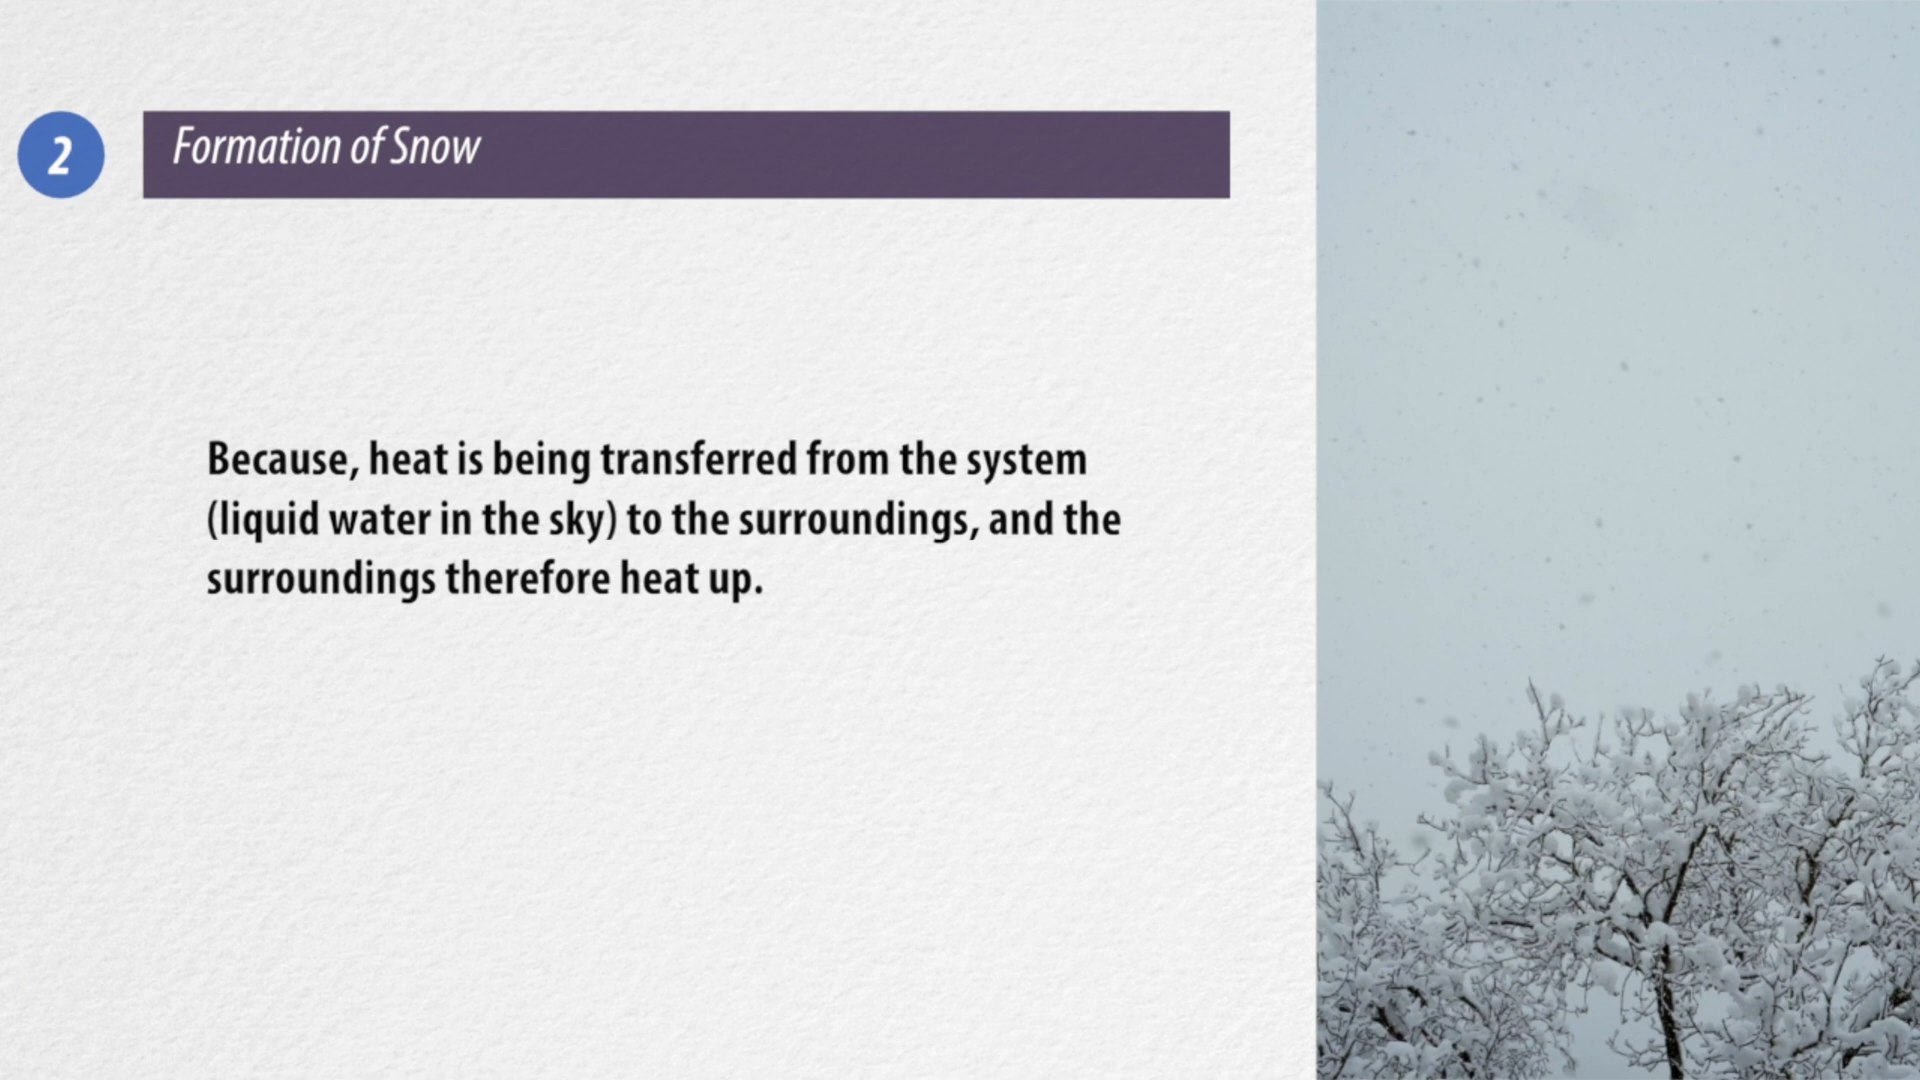 2
Formation of Snow
Because, heat is being transferred from the system
(liquid water in the sky) to the surroundings, and the
surroundings therefore heat up.